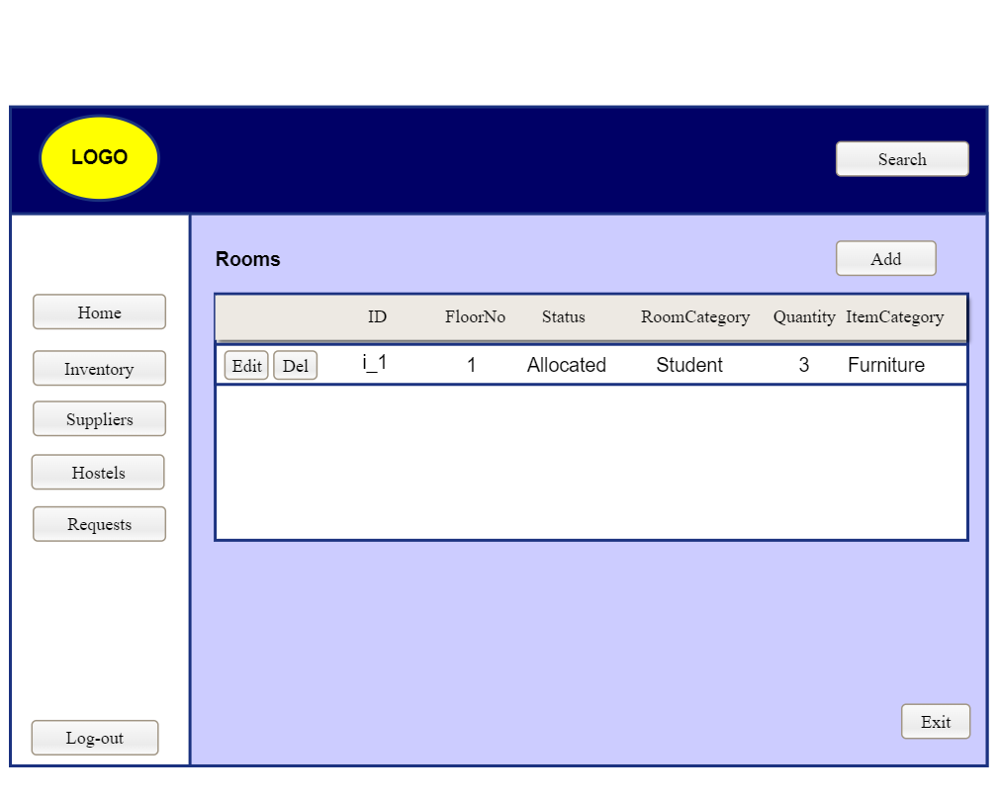 LOGO
Search
Rooms
Add
Home
Inventory
Suppliers
Hostels
Requests
Log-out
ID FloorNo Status RoomCategory Quantity ItemCategory
Edit Del i_1 1 Allocated Student 3 Furniture
Exit